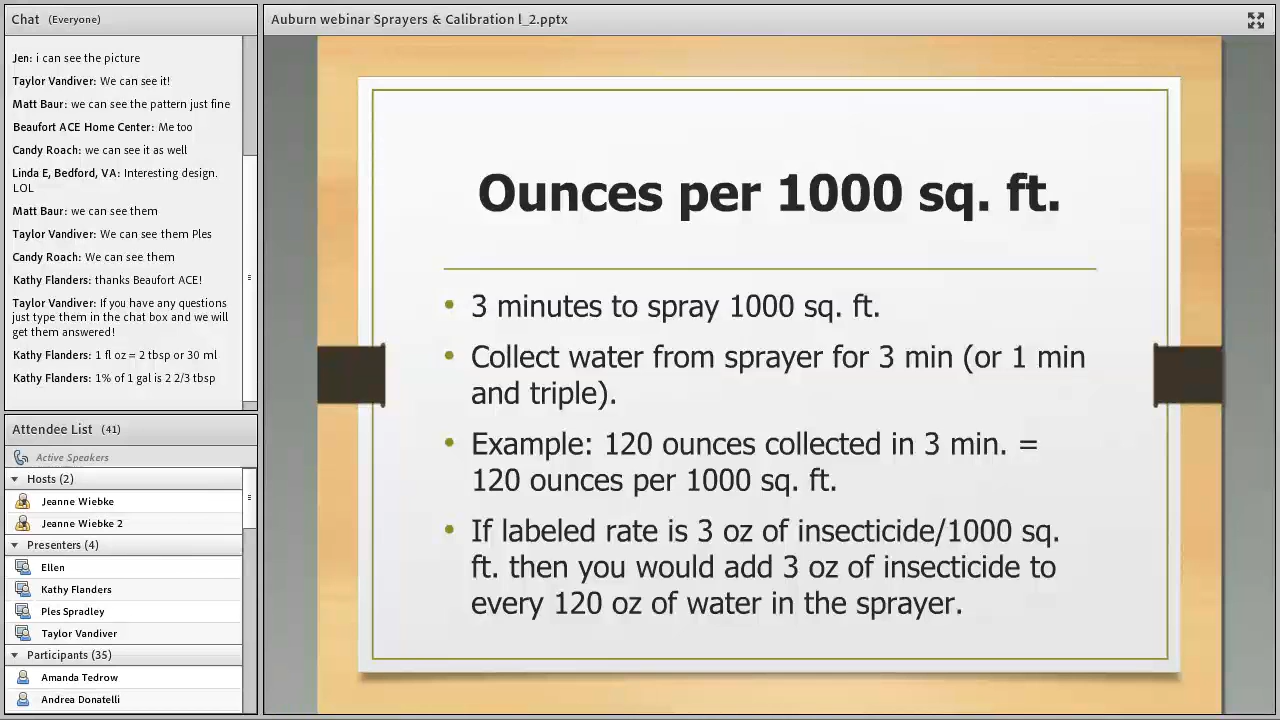 Chat (Everyone)
Jen: i can see the picture
Taylor Vandiver: We can see it!
Matt Baur: we can see the pattern just fine
Beaufort ACE Home Center: Me too
Candy Roach: we can see it as well
Linda E, Bedford, VA: Interesting design.
LOL
Matt Baur: we can see them
Taylor Vandiver: We can see them Ples
Candy Roach: We can see them
Kathy Flanders: thanks Beaufort ACE!
Taylor Vandiver: If you have any questions
just type them in the chat box and we will
get them answered!
Kathy Flanders: 1 fl oz = 2 tbsp or 30 ml
Kathy Flanders: 1% of 1 gal is 2 2/3 tbsp
Attendee List (41)
Active Speakers
Hosts (2)
Jeanne Wiebke
Jeanne Wiebke 2
Presenters (4)
Ellen
Kathy Flanders
Ples Spradley
Taylor Vandiver
Participants (35)
Amanda Tedrow
Andrea Donatelli
Auburn webinar Sprayers & Calibration l_2.pptx
Ounces per 1000 sq. ft.
• 3 minutes to spray 1000 sq. ft.
• Collect water from sprayer for 3 min (or 1 min
and triple).
• Example: 120 ounces collected in 3 min. =
120 ounces per 1000 sq. ft.
• If labeled rate is 3 oz of insecticide/1000 sq.
ft. then you would add 3 oz of insecticide to
every 120 oz of water in the sprayer.